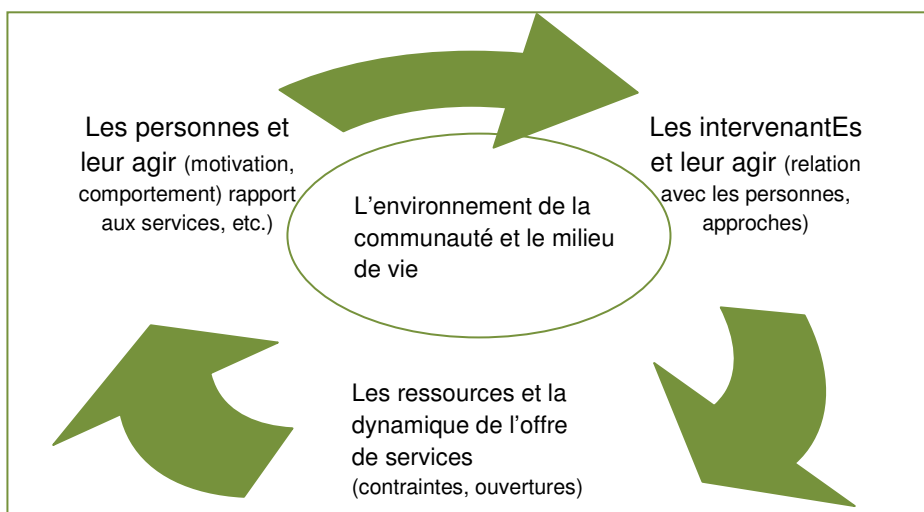 Les personnes et
leur agir (motivation,
comportement) rapport
aux services, etc.)
Les intervenantEs
et leur agir (relation
avec les personnes,
approches)
L’environnement de la
communauté et le milieu
de vie
Les ressources et la
dynamique de l’offre
de services
(contraintes, ouvertures)